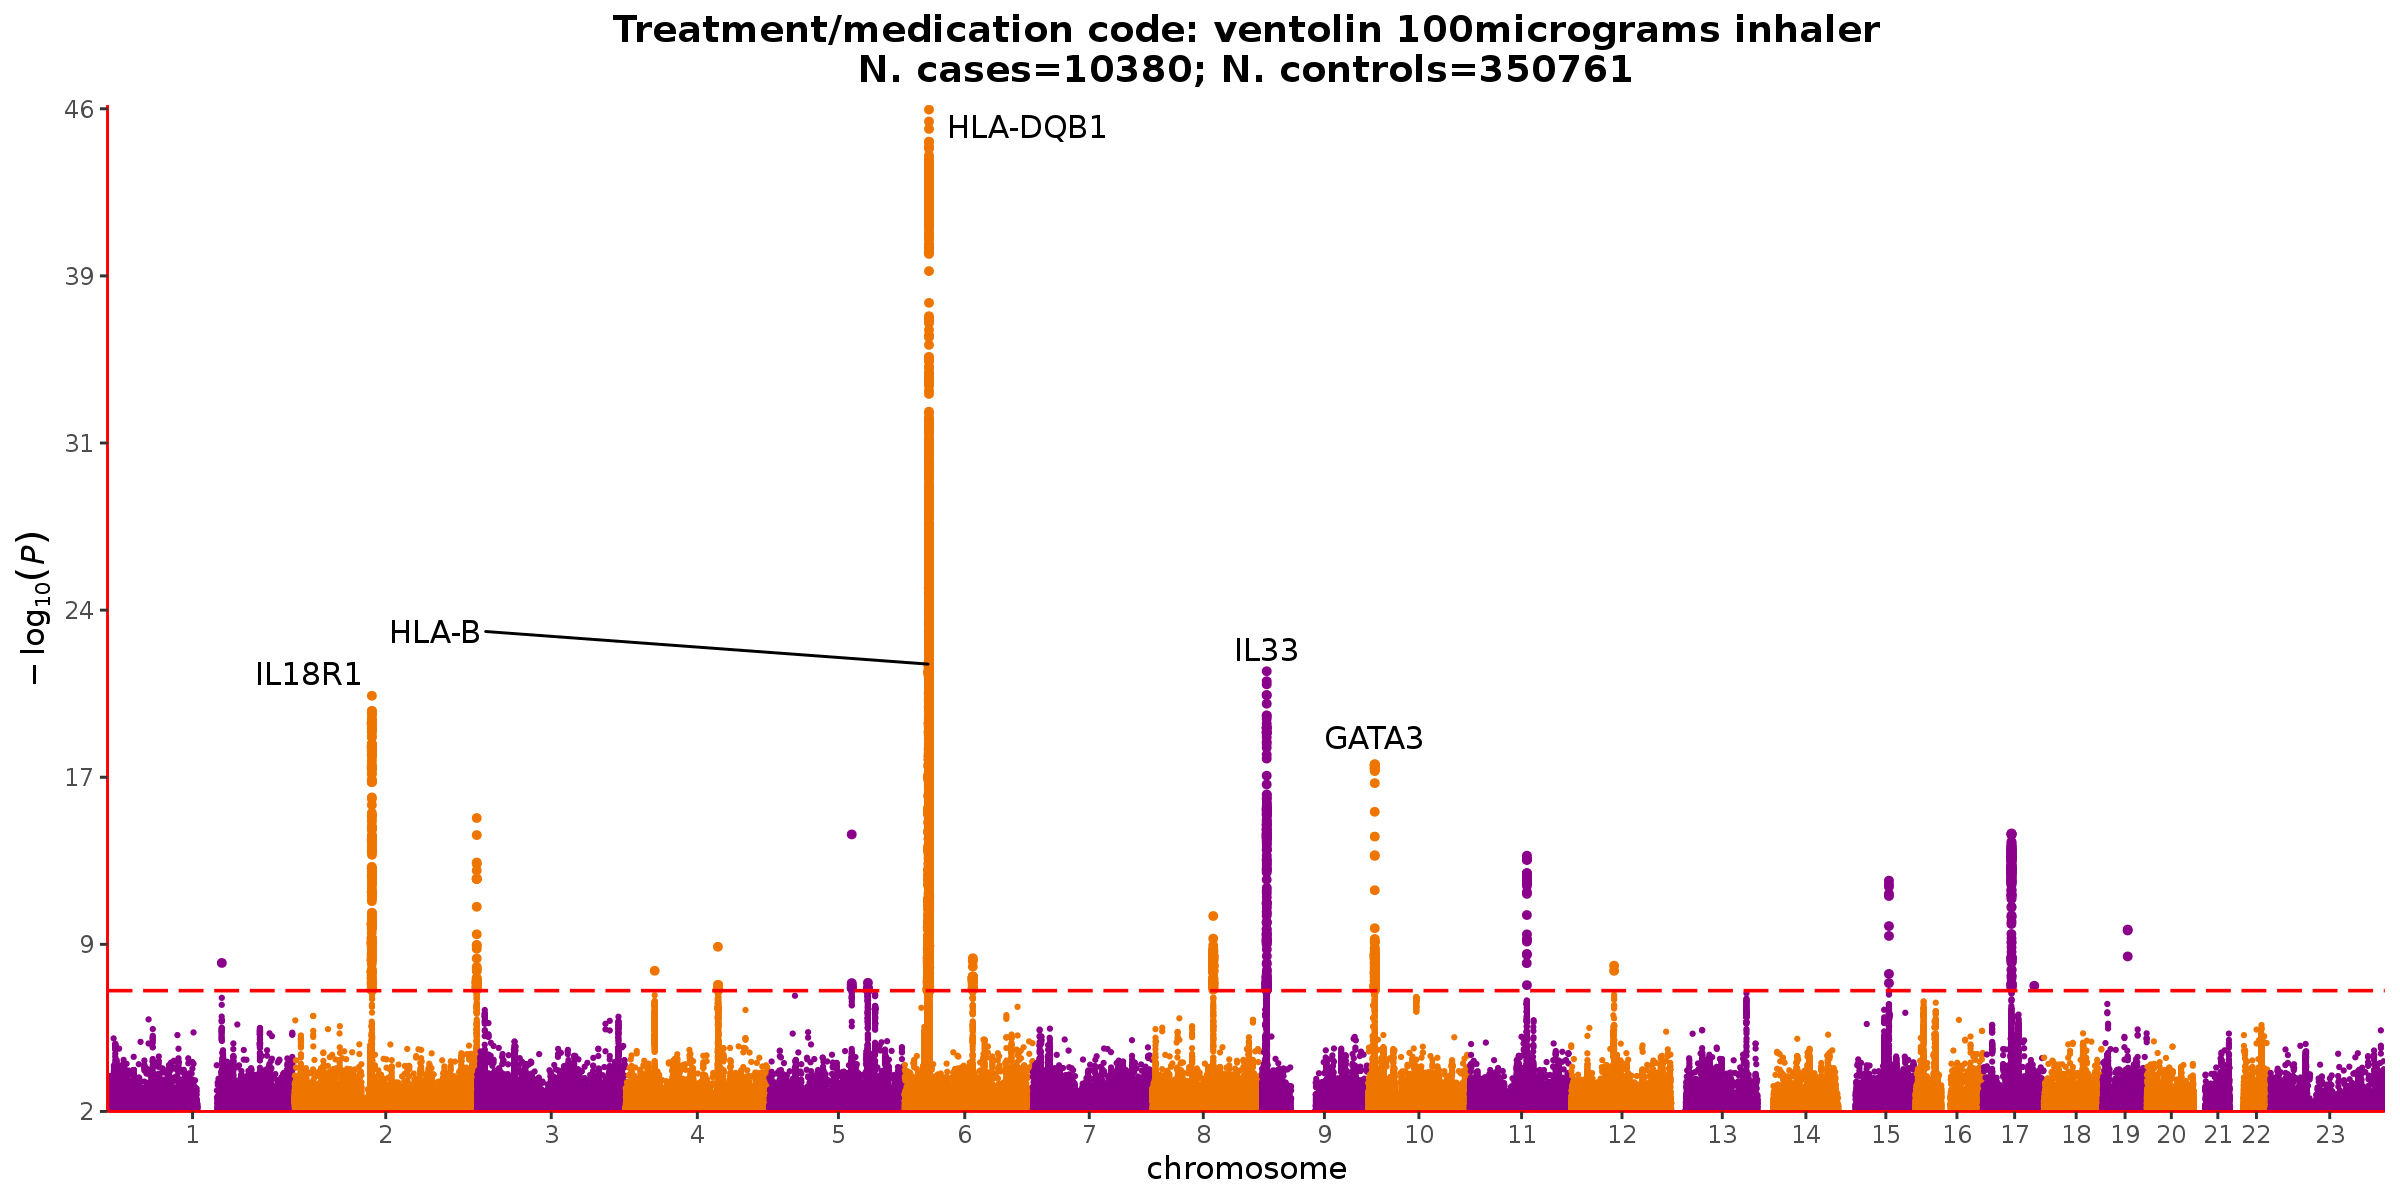 Treatment/medication code: ventolin 100micrograms inhaler
N. cases=10380; N. controls=350761
46
HLA-DQB1
39
31
− log10(P)
24
HLA-B
IL33
IL18R1
GATA3
17
9
2
1 2 3 4 5 6 7 8 9 10 11 12 13 14 15 16 17 18 19 20 21 22 23
chromosome